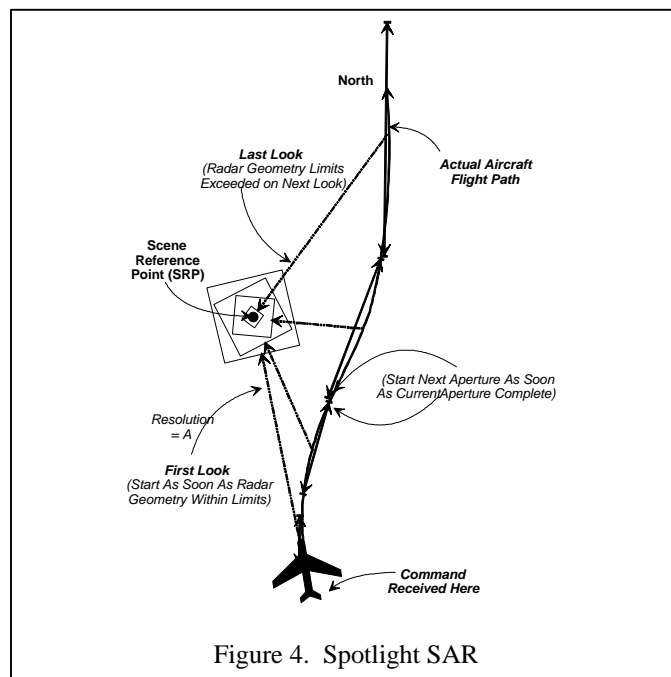 North
Last Look
(Radar Geometry Limits
Exceeded on Next Look)
Actual Aircraft
Flight Path
Scene
Reference
Point (SRP)
(Start Next Aperture As Soon
As CurrentAperture Complete)
Resolution
= A
First Look
(Start As Soon As Radar
Geometry Within Limits)
Command
Received Here
Figure 4. Spotlight SAR